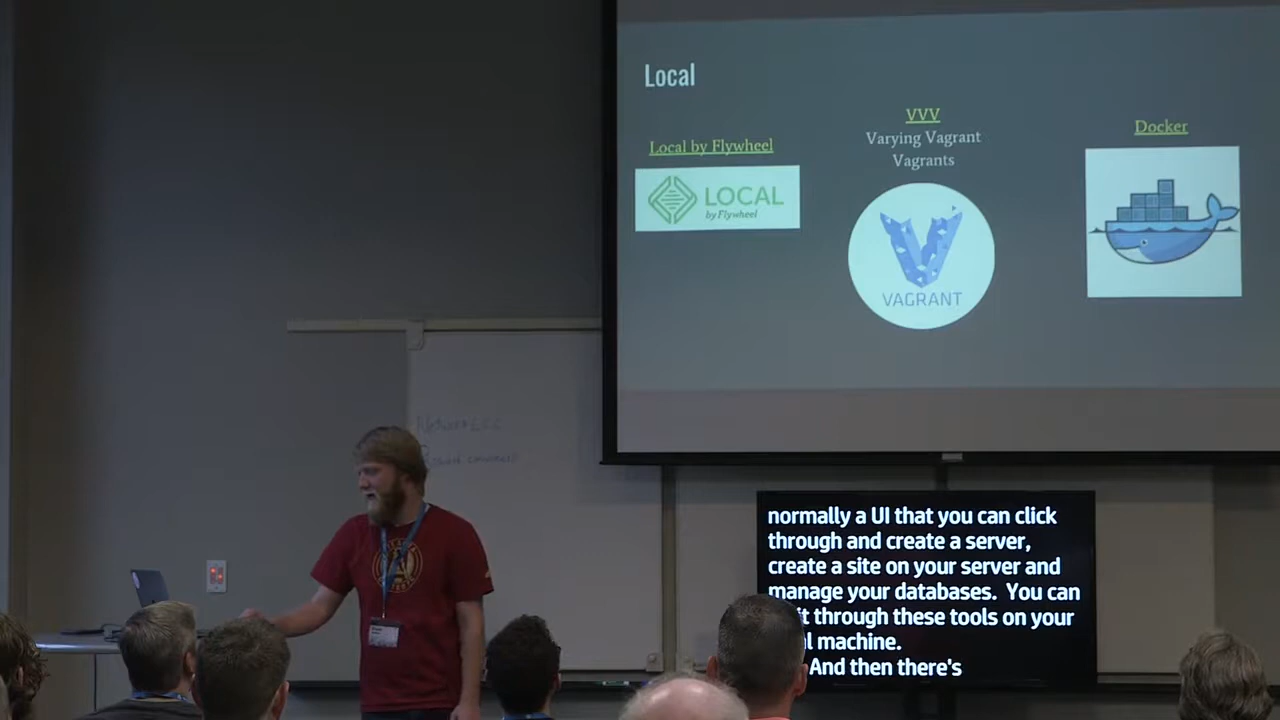 Local
Local by Flywheel
LOCAL
by Flywheel
VVV
Varying Vagrant
Vagrants
VAGRANT
Docker
normally a UI that you can click
through and create a server,
create a site on your server and
manage your databases. You can
through these tools on your
machine.
And then there's